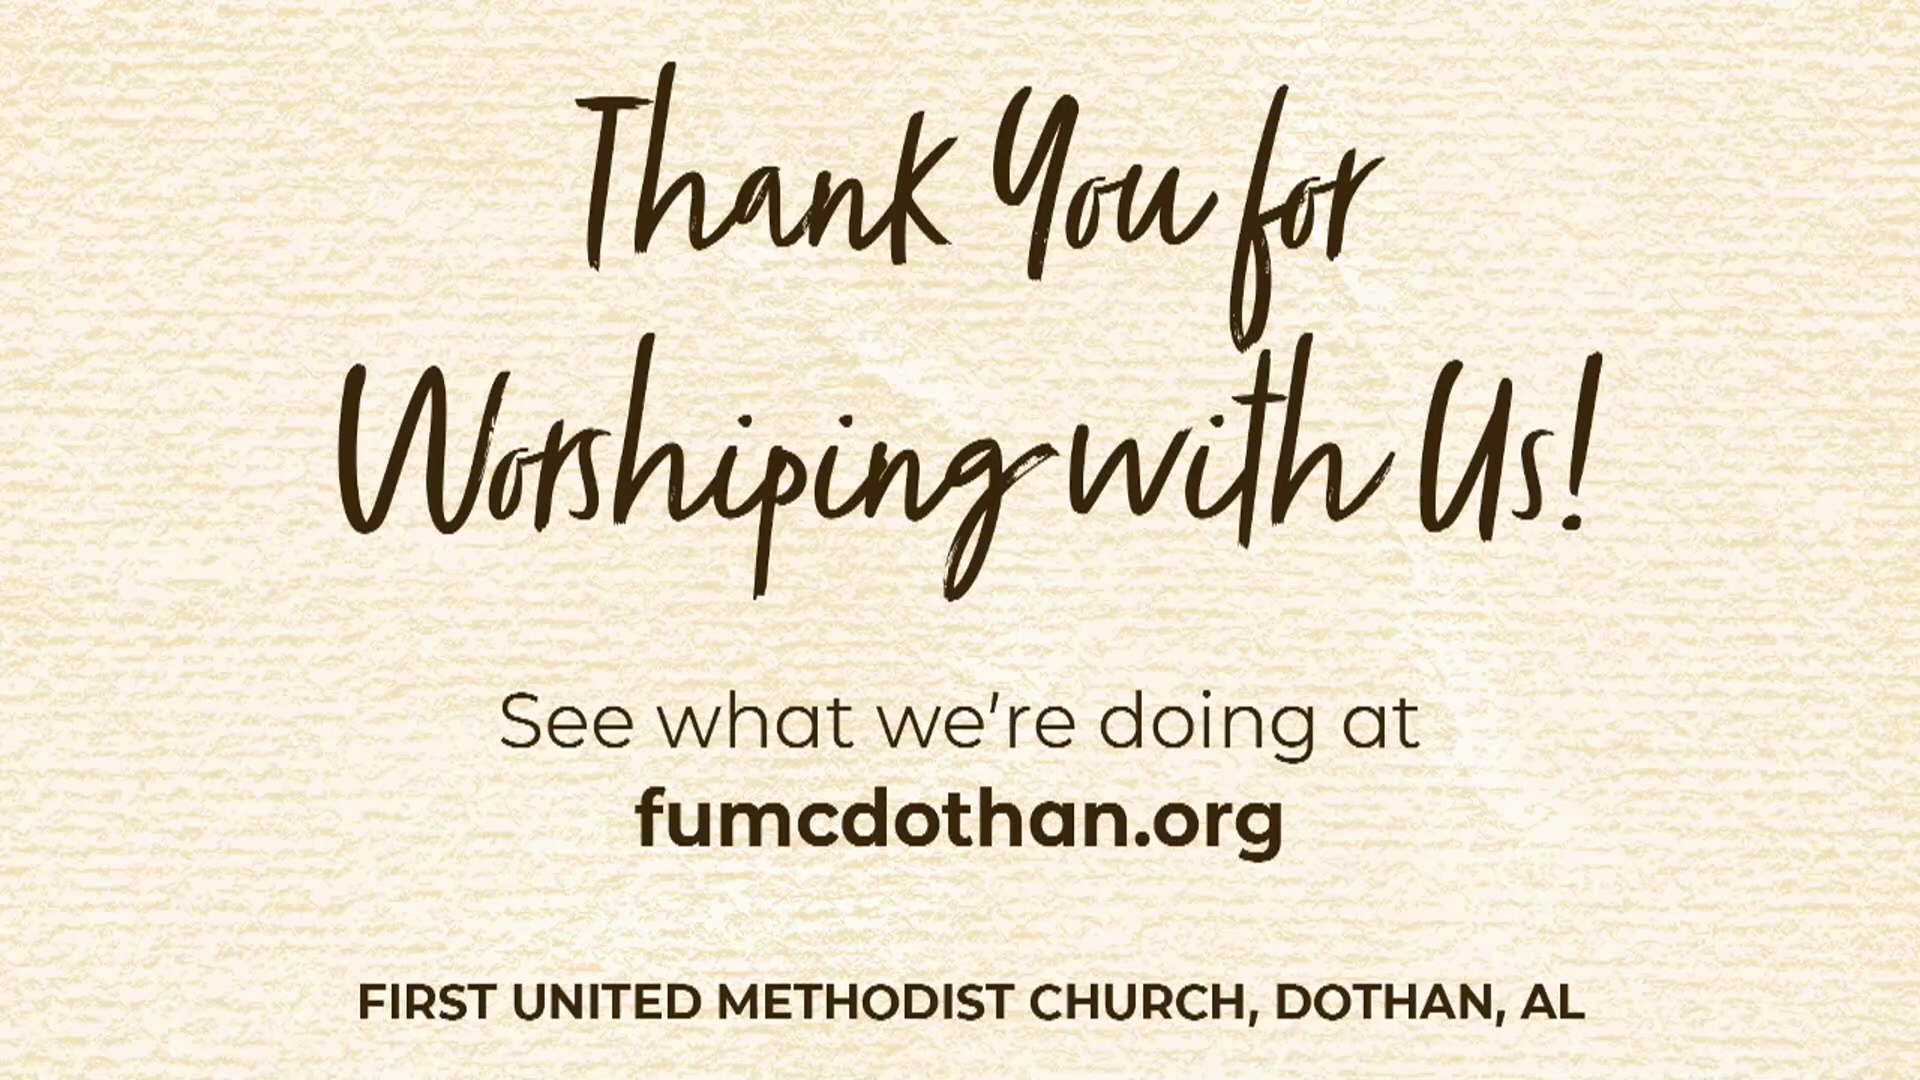 Thank You for
Worshiping with Us!
See what we're doing at
fumcdothan.org
FIRST UNITED METHODIST CHURCH, DOTHAN, AL